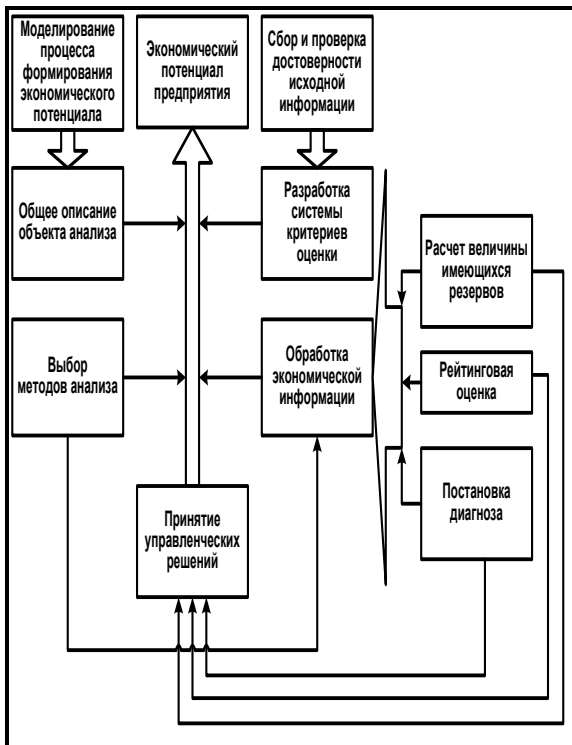 Моделирование
процесса
формирования
экономического
потенциала
Экономический
потенциал
предприятия
Сбор и проверка
достоверности
исходной
информации
Общее описание
объекта анализа
Разработка
системы
критериев
оценки
Расчет величины
имеющихся
резервов
Выбор
методов анализа
Обработка
экономической
информации
Рейтинговая
оценка
Постановка
диагноза
Принятие
управленческих
решений